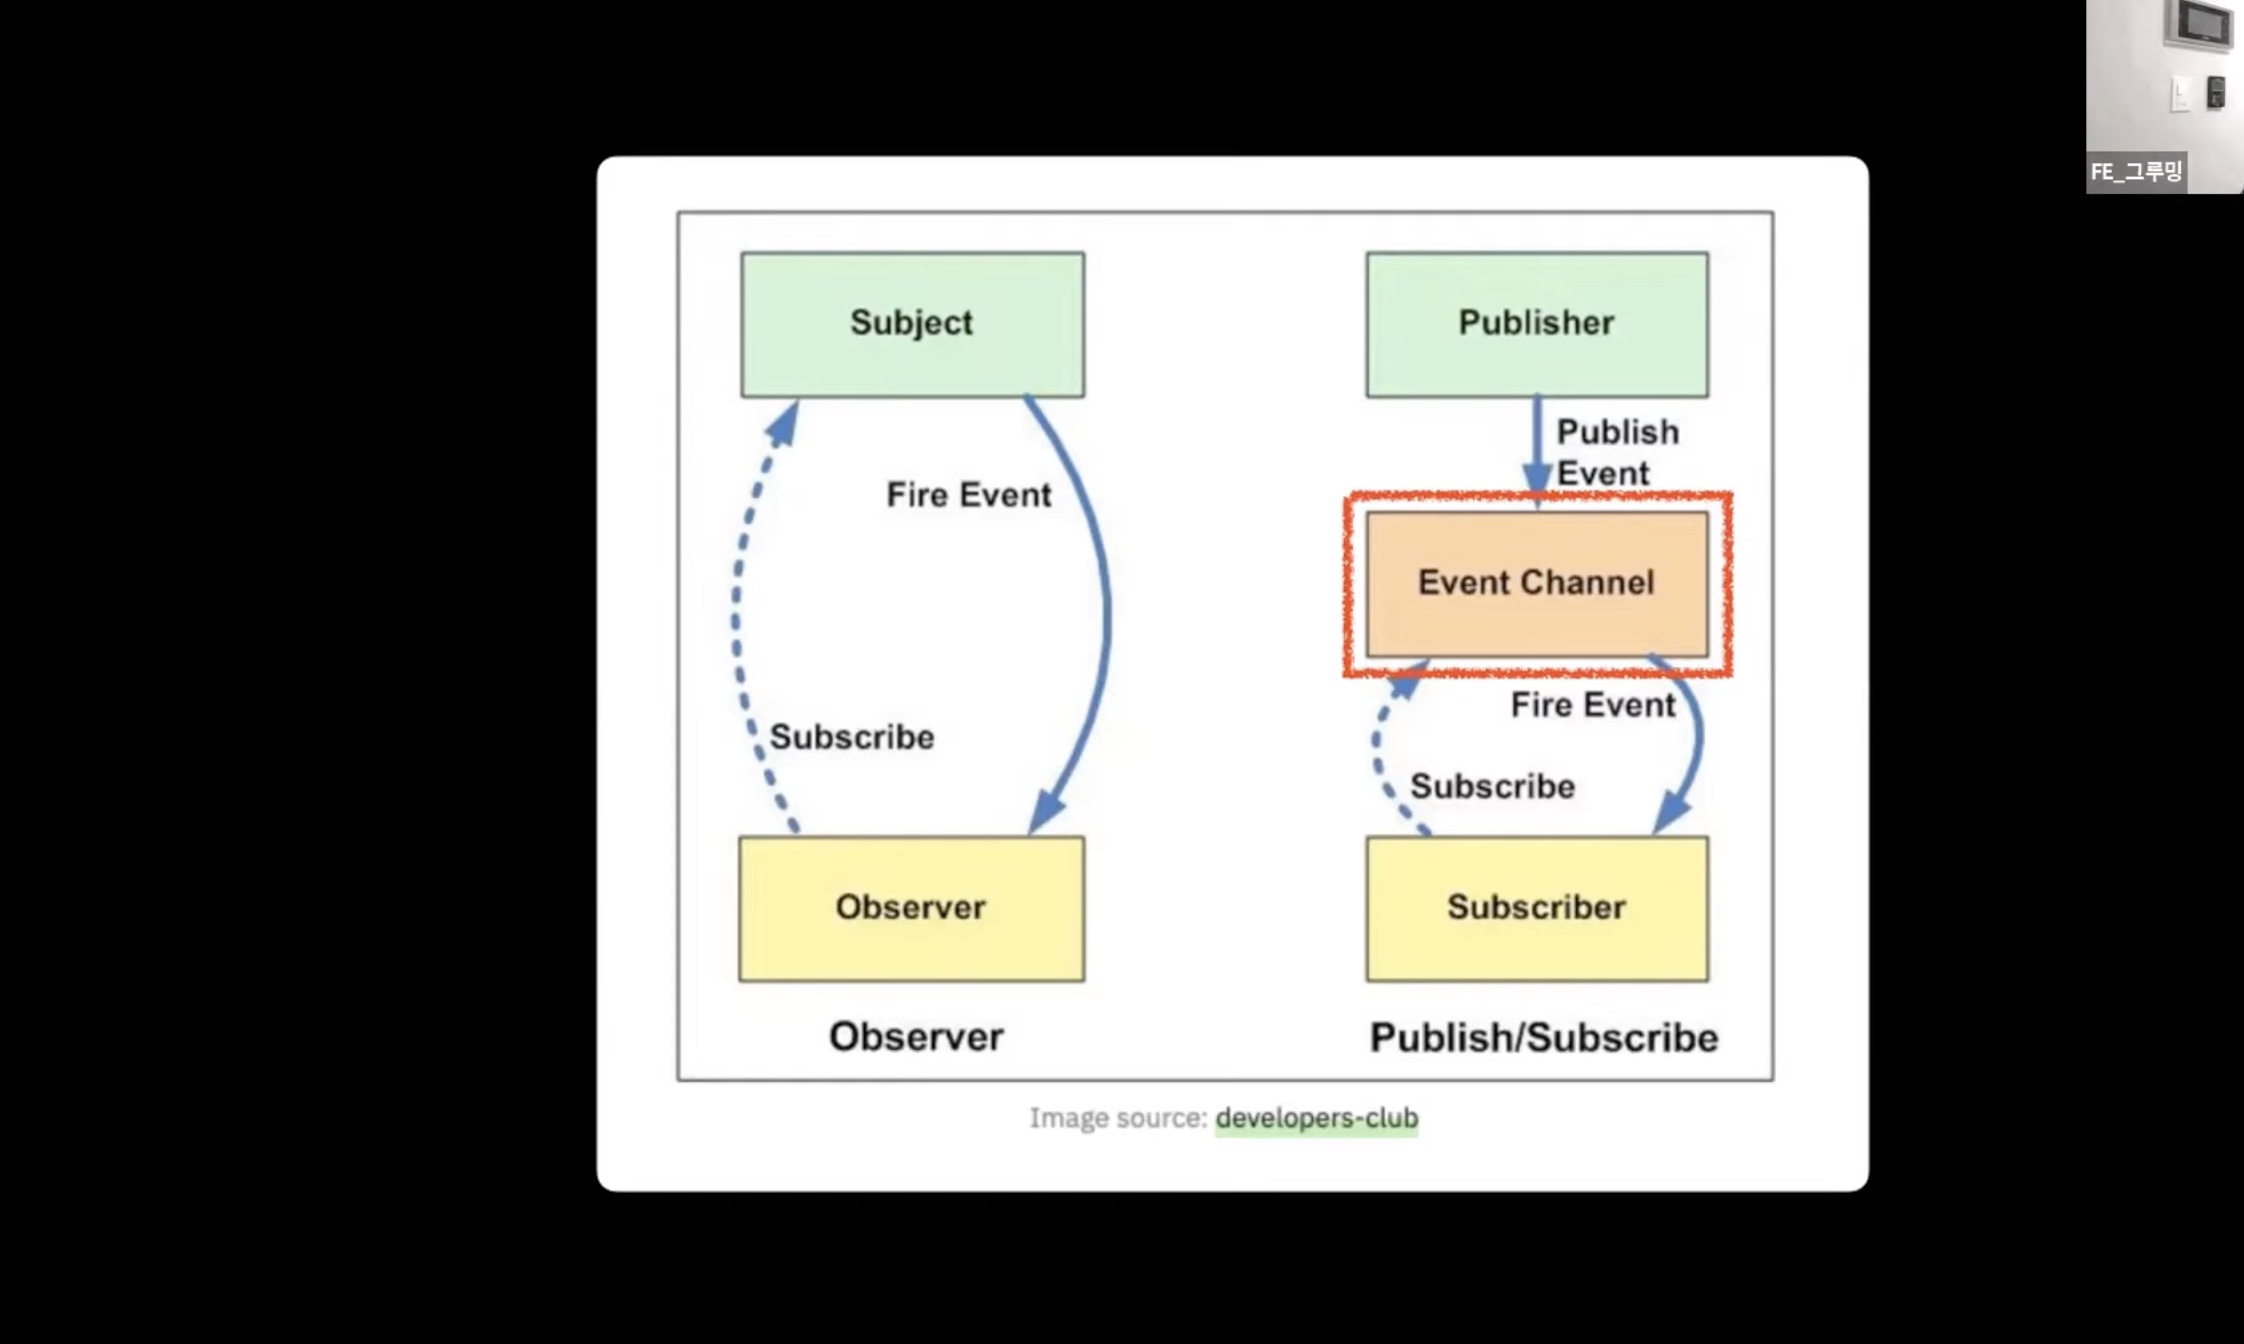 FE_그루밍
Subject
Fire Event
Subscribe
Observer
Observer
Publisher
Publish
Event
Event Channel
Fire Event
Subscribe
Subscriber
Publish/Subscribe
Image source: developers-club